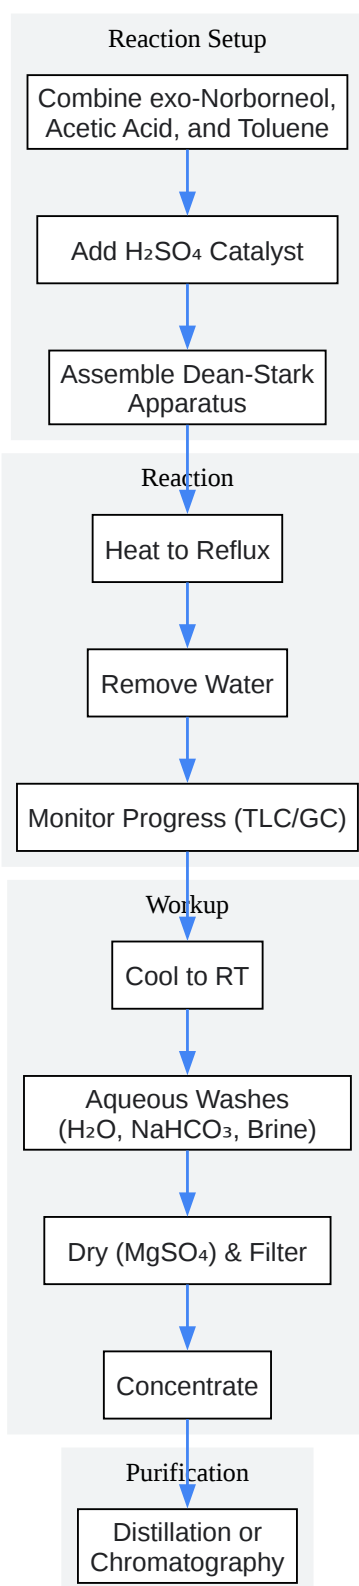 Reaction Setup
Combine exo-Norborneol,
Acetic Acid, and Toluene
Add H₂SO₄ Catalyst
Assemble Dean-Stark
Apparatus
Reaction
Heat to Reflux
Remove Water
Monitor Progress (TLC/GC)
Workup
Cool to RT
Aqueous Washes
(H₂O, NaHCO₃, Brine)
Dry (MgSO₄) & Filter
Concentrate
Purification
Distillation or
Chromatography